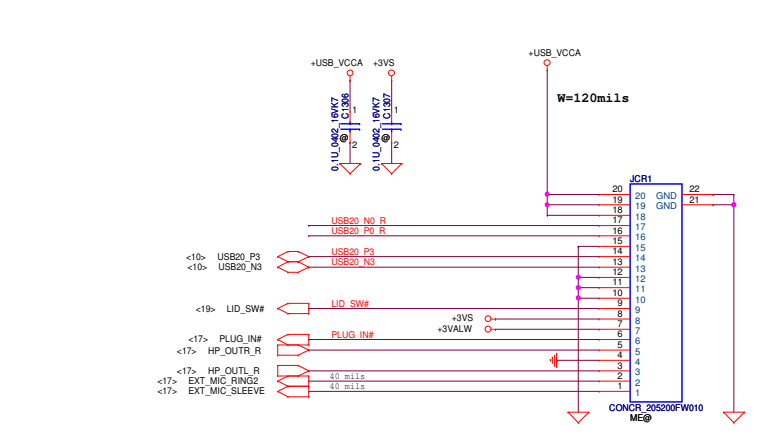 +USB_VCCA
+USB_VCCA +3VS
W=120mils
0.1U_0402_16VK7
C1306
@
1
2
0.1U_0402_16VK7
C1307
@
1
2
JCR1
20 20 GND 22
19 19 GND 21
18 18
USB20_N0_R 17 17
USB20_P0_R 16 16
15 15
<10> USB20_P3 USB20_P3 14 14
<10> USB20_N3 USB20_N3 13 13
12 12
11 11
10 10
<19> LID_SW# LID_SW# 9 9
+3VS 8 8
+3VALW 7 7
<17> PLUG_IN# PLUG_IN# 6 6
<17> HP_OUTR_R 5 5
4 4
<17> HP_OUTL_R 3 3
<17> EXT_MIC_RING2 40 mils 2 2
<17> EXT_MIC_SLEEVE 40 mils 1 1
CONCR_205200FW010
ME@